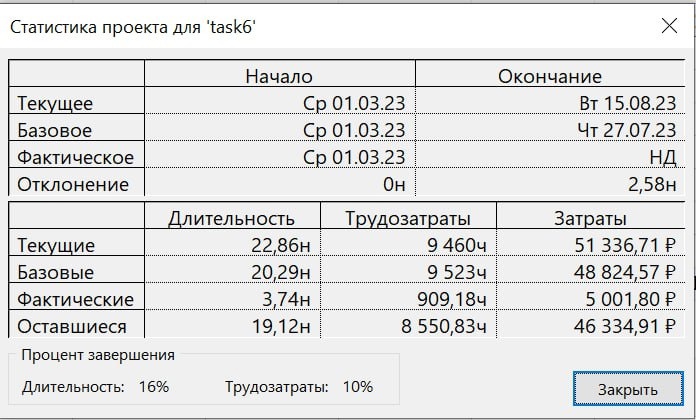 Статистика проекта для 'task6'
Начало Окончание
Текущее Ср 01.03.23 Вт 15.08.23
Базовое Ср 01.03.23 Чт 27.07.23
Фактическое Ср 01.03.23 НД
Отклонение 0н 2,58н
Длительность Трудозатраты Затраты
Текущие 22,86н 9 460ч 51 336,71 ₽
Базовые 20,29н 9 523ч 48 824,57 ₽
Фактические 3,74н 909,18ч 5 001,80 ₽
Оставшиеся 19,12н 8 550,83ч 46 334,91 ₽
Процент завершения
Длительность: 16% Трудозатраты: 10%
Закрыть